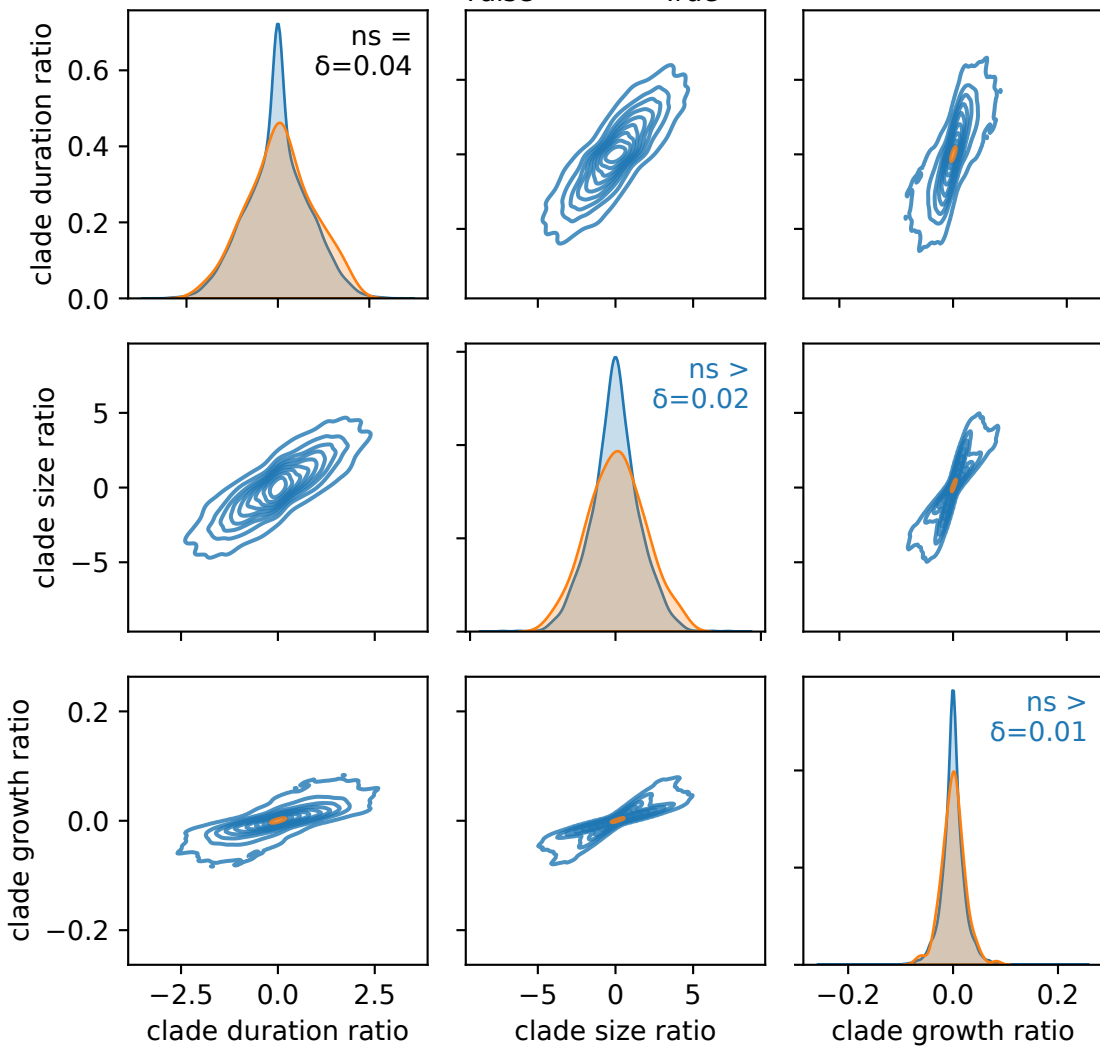 clade duration ratio
0.6
0.4
0.2
0.0
ns =
δ=0.04
clade size ratio
5
0
−5
ns >
δ=0.02
clade growth ratio
0.2
0.0
−0.2
ns >
δ=0.01
−2.5 0.0 2.5
−5 0 5
−0.2 0.0 0.2
clade duration ratio
clade size ratio
clade growth ratio